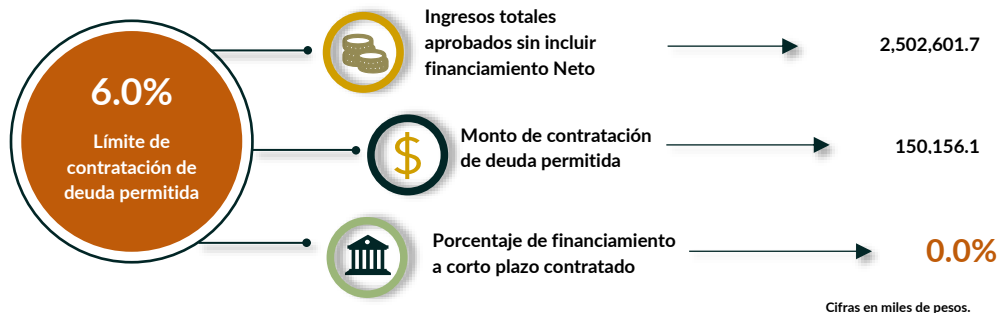 6.0%
Límite de
contratación de
deuda permitida
Ingresos totales
aprobados sin incluir
financiamiento Neto
2,502,601.7
$
Monto de contratación
de deuda permitida
150,156.1
Porcentaje de financiamiento
a corto plazo contratado
0.0%
Cifras en miles de pesos.